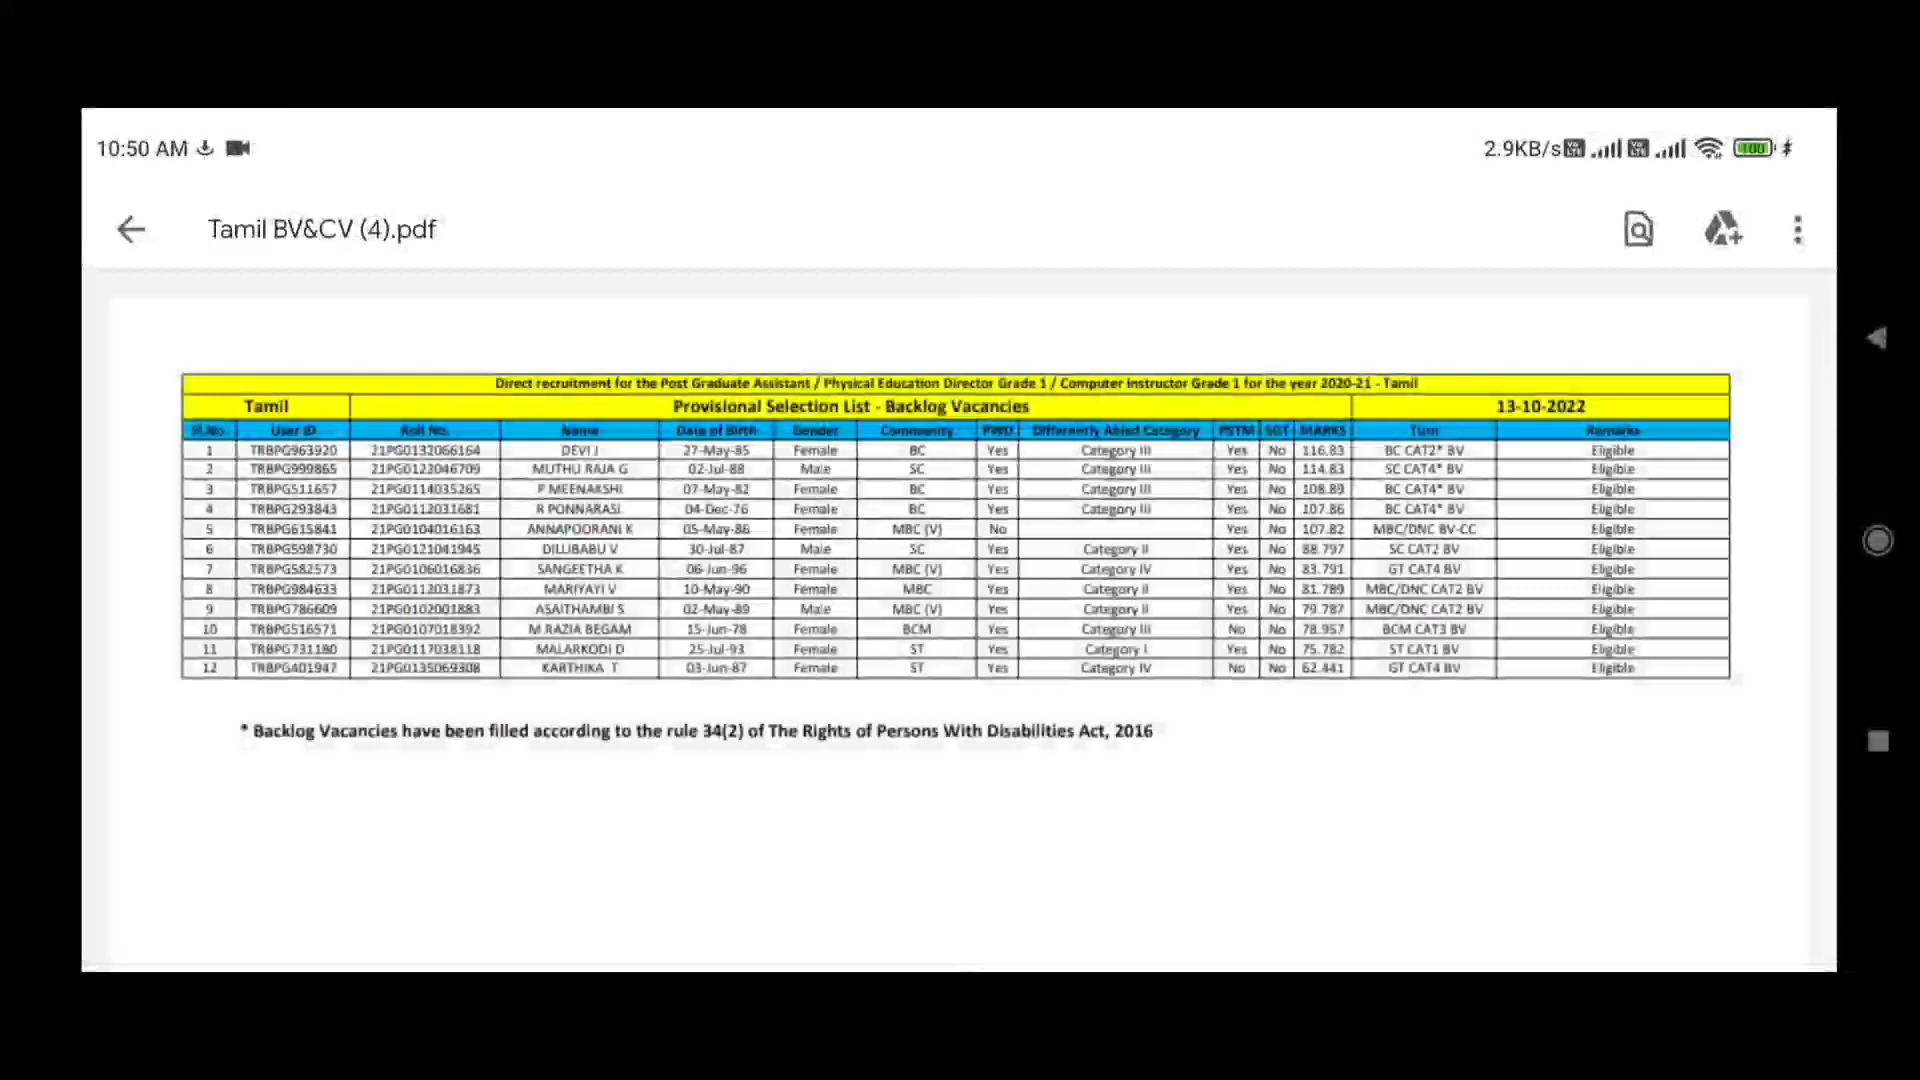 10:50 AM
2.9KB/s
100
Tamil BV&CV (4).pdf
Direct recruitment for the Post Graduate Assistant / Physical Education Director Grade 1 / Computer Instructor Grade 1 for the year 2020-21 - Tamil
Tamil Provisional Selection List - Backlog Vacancies 13-10-2022
Sl.No. User ID Roll No. Name Date of Birth Gender Community PWD Differently Abled Category PSTM SGT MARKS Turn Remarks
1 TRBPG963920 21PG0132066164 DEVI J 27-May-85 Female BC Yes Category III Yes No 116.83 BC CAT2* BV Eligible
2 TRBPG999865 21PG0123046709 MUTHU RAJA G 02-Jul-88 Male SC Yes Category III Yes No 114.83 SC CAT4* BV Eligible
3 TRBPG511657 21PG0114035265 P MEENAKSHI 07-May-82 Female BC Yes Category III Yes No 108.89 BC CAT4* BV Eligible
4 TRBPG293843 21PG0112031681 R PONNARASI 04-Dec-76 Female BC Yes Category III Yes No 107.86 BC CAT4* BV Eligible
5 TRBPG615841 21PG0104016163 ANNAPOORANI K 05-May-86 Female MBC (V) No Yes No 107.82 MBC/DNC BV-CC Eligible
6 TRBPG598730 21PG0121041945 DILLIBABU V 30-Jul-87 Male SC Yes Category II Yes No 88.797 SC CAT2 BV Eligible
7 TRBPG582573 21PG0106016836 SANGEETHA K 06-Jun-96 Female MBC (V) Yes Category IV Yes No 83.791 GT CAT4 BV Eligible
8 TRBPG984633 21PG0112031873 MARIYAYI V 10-May-90 Female MBC Yes Category II Yes No 81.789 MBC/DNC CAT2 BV Eligible
9 TRBPG786609 21PG0102001883 ASAITHAMBI S 02-May-89 Male MBC (V) Yes Category II Yes No 79.787 MBC/DNC CAT2 BV Eligible
10 TRBPG516571 21PG0107018392 M RAZIA BEGAM 15-Jun-78 Female BCM Yes Category III No No 78.957 BCM CAT3 BV Eligible
11 TRBPG731180 21PG0117038118 MALARKODI D 25-Jul-93 Female ST Yes Category I Yes No 75.782 ST CAT1 BV Eligible
12 TRBPG401947 21PG0135069308 KARTHIKA T 03-Jun-87 Female ST Yes Category IV No No 62.441 GT CAT4 BV Eligible
* Backlog Vacancies have been filled according to the rule 34(2) of The Rights of Persons With Disabilities Act, 2016